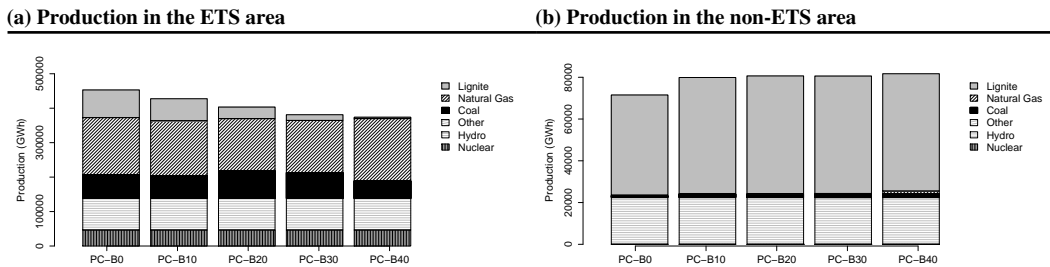 (a) Production in the ETS area
(b) Production in the non-ETS area
Production (GWh)
500000
300000
100000
0
PC−B0 PC−B10 PC−B20 PC−B30 PC−B40
Lignite
Natural Gas
Coal
Other
Hydro
Nuclear
Production (GWh)
80000
60000
40000
20000
0
PC−B0 PC−B10 PC−B20 PC−B30 PC−B40
Lignite
Natural Gas
Coal
Other
Hydro
Nuclear